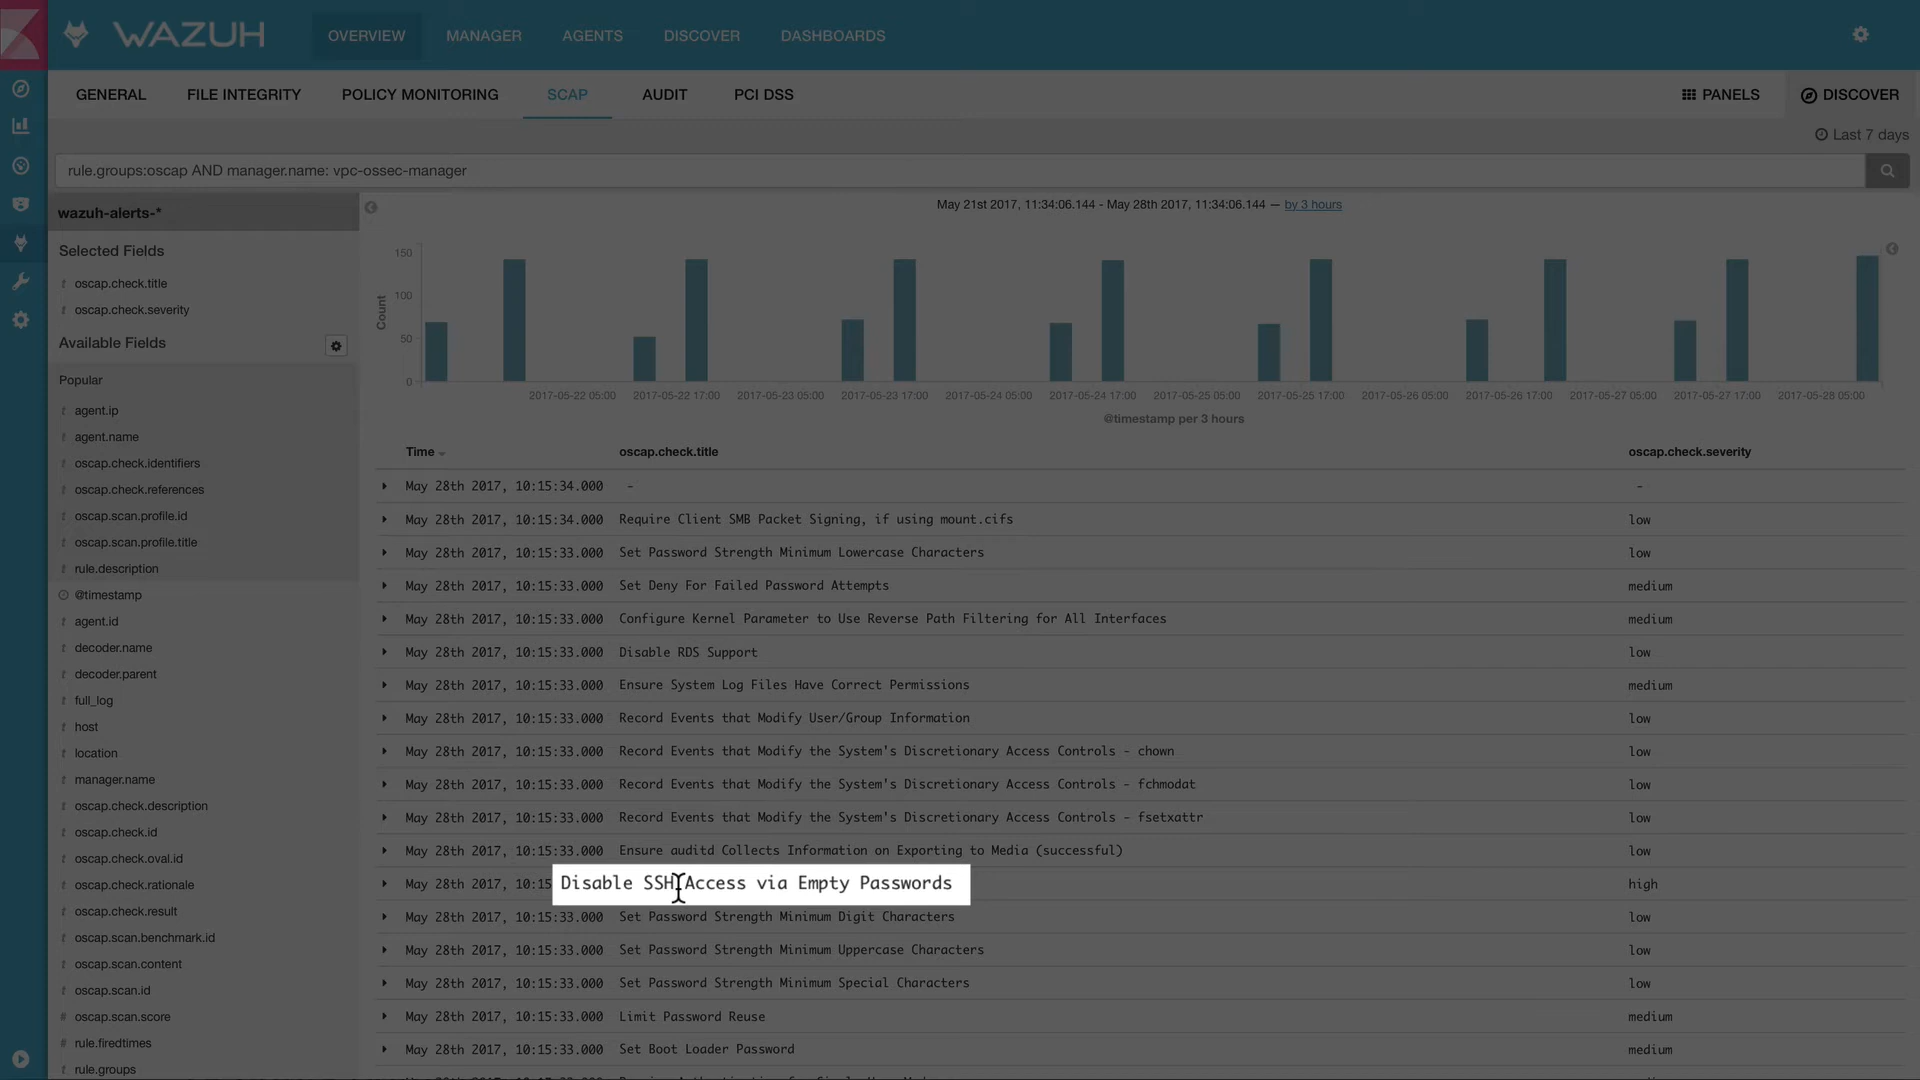 WAZUH
OVERVIEW MANAGER AGENTS DISCOVER DASHBOARDS
GENERAL FILE INTEGRITY POLICY MONITORING SCAP AUDIT PCI DSS PANELS DISCOVER
Last 7 days
rule.groups:oscap AND manager.name: vpc-ossec-manager
wazuh-alerts-*
Selected Fields
t oscap.check.title
t oscap.check.severity
Available Fields
Popular
t agent.ip
t agent.name
t oscap.check.identifiers
t oscap.check.references
t oscap.scan.profile.id
t oscap.scan.profile.title
t rule.description
@timestamp
t agent.id
t decoder.name
t decoder.parent
t full_log
t host
t location
t manager.name
t oscap.check.description
t oscap.check.id
t oscap.check.oval.id
t oscap.check.rationale
t oscap.check.result
t oscap.scan.benchmark.id
t oscap.scan.content
t oscap.scan.id
# oscap.scan.score
# rule.firedtimes
t rule.groups
May 21st 2017, 11:34:06.144 - May 28th 2017, 11:34:06.144 — by 3 hours
Count
150
100
50
0
2017-05-22 05:00 2017-05-22 17:00 2017-05-23 05:00 2017-05-23 17:00 2017-05-24 05:00 2017-05-24 17:00 2017-05-25 05:00 2017-05-25 17:00 2017-05-26 05:00 2017-05-26 17:00 2017-05-27 05:00 2017-05-27 17:00 2017-05-28 05:00
@timestamp per 3 hours
Time oscap.check.title oscap.check.severity
May 28th 2017, 10:15:34.000 - -
May 28th 2017, 10:15:34.000 Require Client SMB Packet Signing, if using mount.cifs low
May 28th 2017, 10:15:33.000 Set Password Strength Minimum Lowercase Characters low
May 28th 2017, 10:15:33.000 Set Deny For Failed Password Attempts medium
May 28th 2017, 10:15:33.000 Configure Kernel Parameter to Use Reverse Path Filtering for All Interfaces medium
May 28th 2017, 10:15:33.000 Disable RDS Support low
May 28th 2017, 10:15:33.000 Ensure System Log Files Have Correct Permissions medium
May 28th 2017, 10:15:33.000 Record Events that Modify User/Group Information low
May 28th 2017, 10:15:33.000 Record Events that Modify the System's Discretionary Access Controls - chown low
May 28th 2017, 10:15:33.000 Record Events that Modify the System's Discretionary Access Controls - fchmodat low
May 28th 2017, 10:15:33.000 Record Events that Modify the System's Discretionary Access Controls - fsetxattr low
May 28th 2017, 10:15:33.000 Ensure auditd Collects Information on Exporting to Media (successful) low
May 28th 2017, 10:15 Disable SSH Access via Empty Passwords high
May 28th 2017, 10:15:33.000 Set Password Strength Minimum Digit Characters low
May 28th 2017, 10:15:33.000 Set Password Strength Minimum Uppercase Characters low
May 28th 2017, 10:15:33.000 Set Password Strength Minimum Special Characters low
May 28th 2017, 10:15:33.000 Limit Password Reuse medium
May 28th 2017, 10:15:33.000 Set Boot Loader Password medium